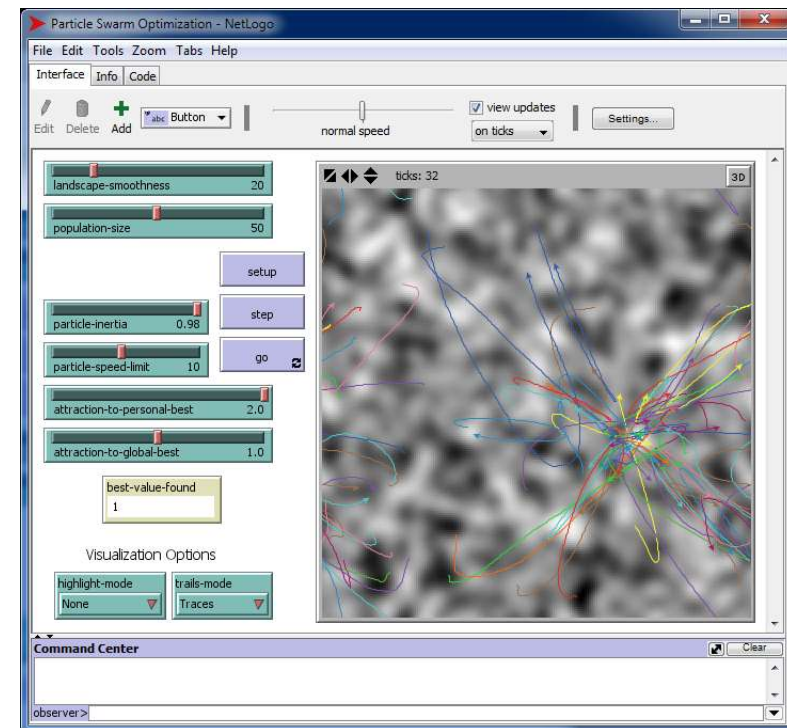 Particle Swarm Optimization - NetLogo
File Edit Tools Zoom Tabs Help
Interface Info Code
Edit Delete Add abc Button normal speed view updates on ticks Settings...
landscape-smoothness 20
population-size 50
setup
particle-inertia 0.98
step
particle-speed-limit 10
go
attraction-to-personal-best 2.0
attraction-to-global-best 1.0
best-value-found
1
Visualization Options
highlight-mode trails-mode
None Traces
ticks: 32 3D
Command Center Clear
observer>